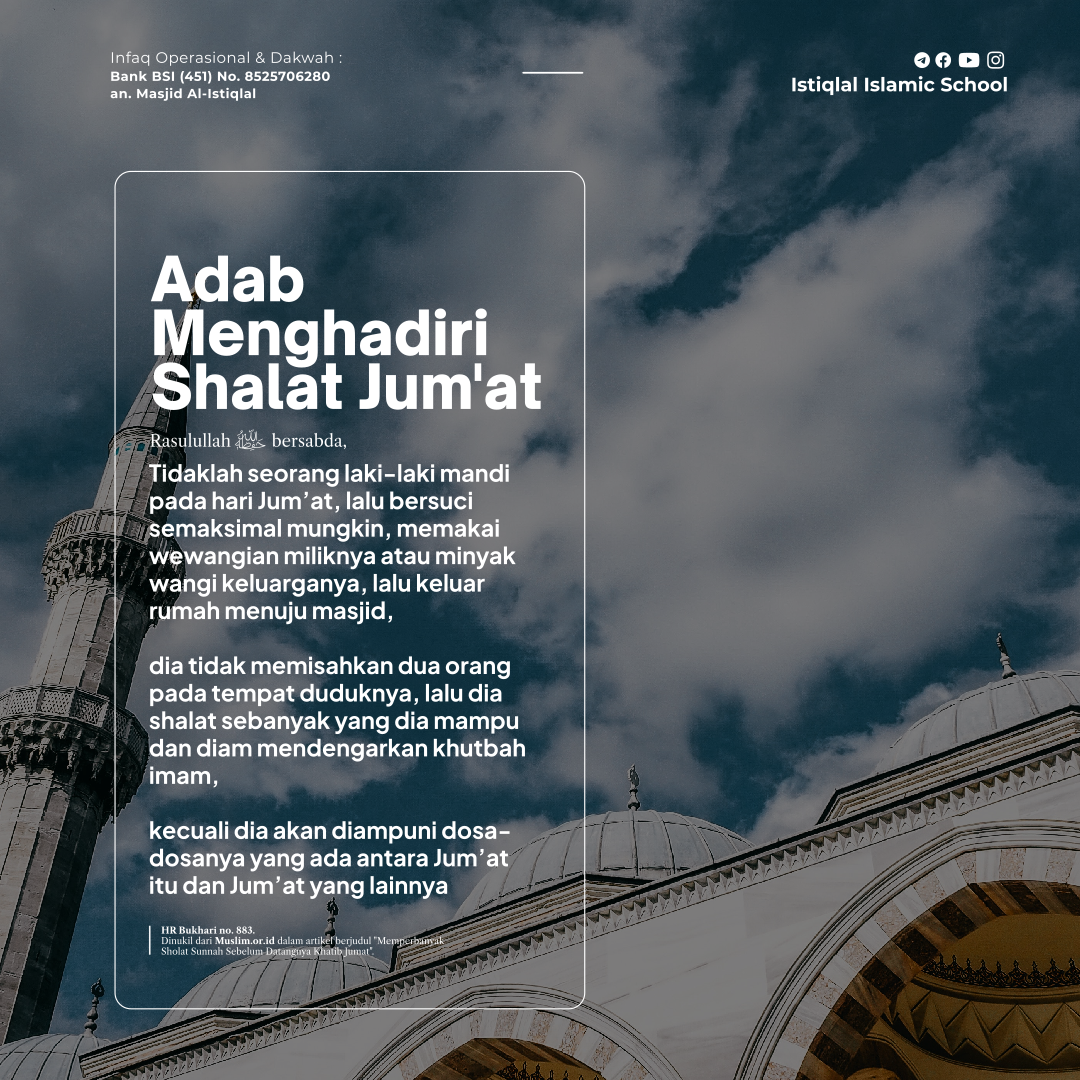 Infaq Operasional & Dakwah :
Bank BSI (451) No. 8525706280
an. Masjid Al-Istiqlal
Istiqlal Islamic School
Adab
Menghadiri
Shalat Jum'at
Rasulullah ﷺ bersabda,
Tidaklah seorang laki-laki mandi
pada hari Jum’at, lalu bersuci
semaksimal mungkin, memakai
wewangian miliknya atau minyak
wangi keluarganya, lalu keluar
rumah menuju masjid,
dia tidak memisahkan dua orang
pada tempat duduknya, lalu dia
shalat sebanyak yang dia mampu
dan diam mendengarkan khutbah
imam,
kecuali dia akan diampuni dosa-
dosanya yang ada antara Jum’at
itu dan Jum’at yang lainnya
HR Bukhari no. 883.
Dinukil dari Muslim.or.id dalam artikel berjudul "Memperbanyak
Sholat Sunnah Sebelum Datangnya Khatib Jumat".